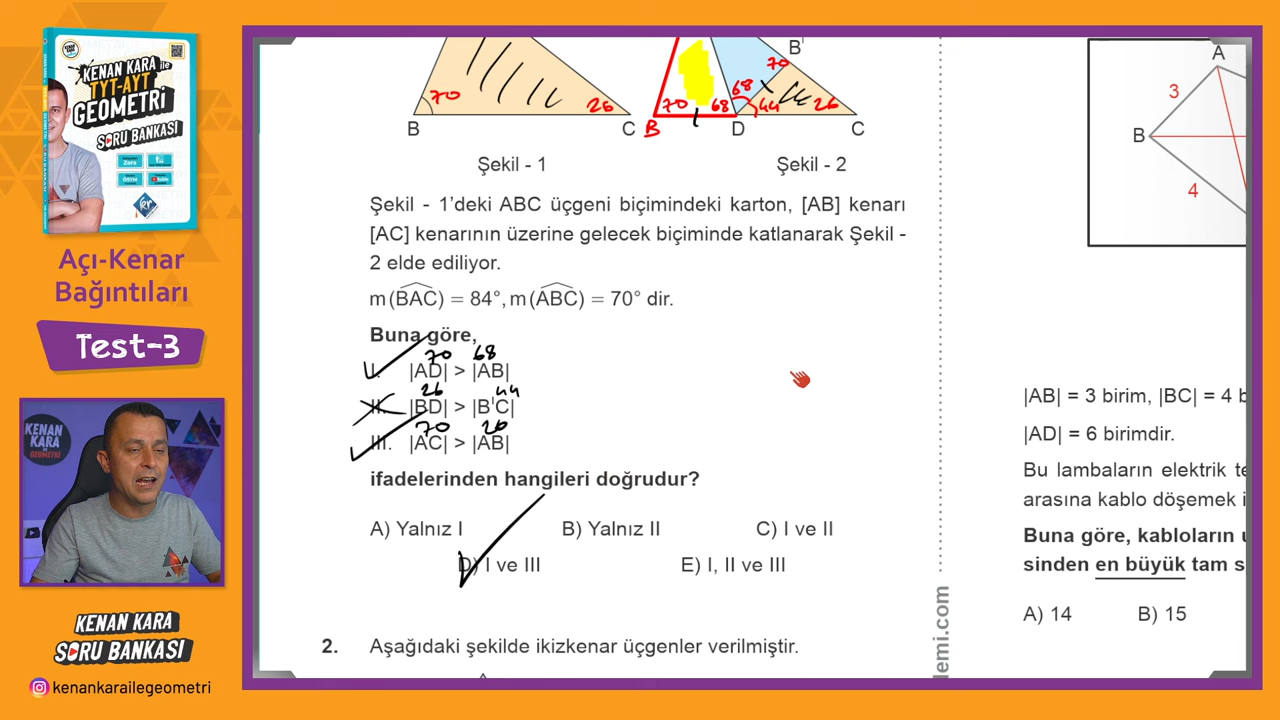 KENAN KARA ile
TYT-AYT
GEOMETRİ
SORU BANKASI
kr
Açı-Kenar
Bağıntıları
Test-3
KENAN KARA
SORU BANKASI
kenankarailegeometri
70
26
B
C
70
68
68
70
44
26
B'
B
D
C
Şekil - 1
Şekil - 2
Şekil - 1'deki ABC üçgeni biçimindeki karton, [AB] kenarı
[AC] kenarının üzerine gelecek biçiminde katlanarak Şekil -
2 elde ediliyor.
m(BAC) = 84°, m(ABC) = 70° dir.
Buna göre,
70 68
I. |AD| > |AB|
26 44
II. |BD| > |B'C|
70 26
III. |AC| > |AB|
ifadelerinden hangileri doğrudur?
A) Yalnız I
B) Yalnız II
C) I ve II
D) I ve III
E) I, II ve III
2. Aşağıdaki şekilde ikizkenar üçgenler verilmiştir.
emi.com
A
3
B
4
|AB| = 3 birim, |BC| = 4 b
|AD| = 6 birimdir.
Bu lambaların elektrik te
arasına kablo döşemek i
Buna göre, kabloların u
sinden en büyük tam s
A) 14
B) 15